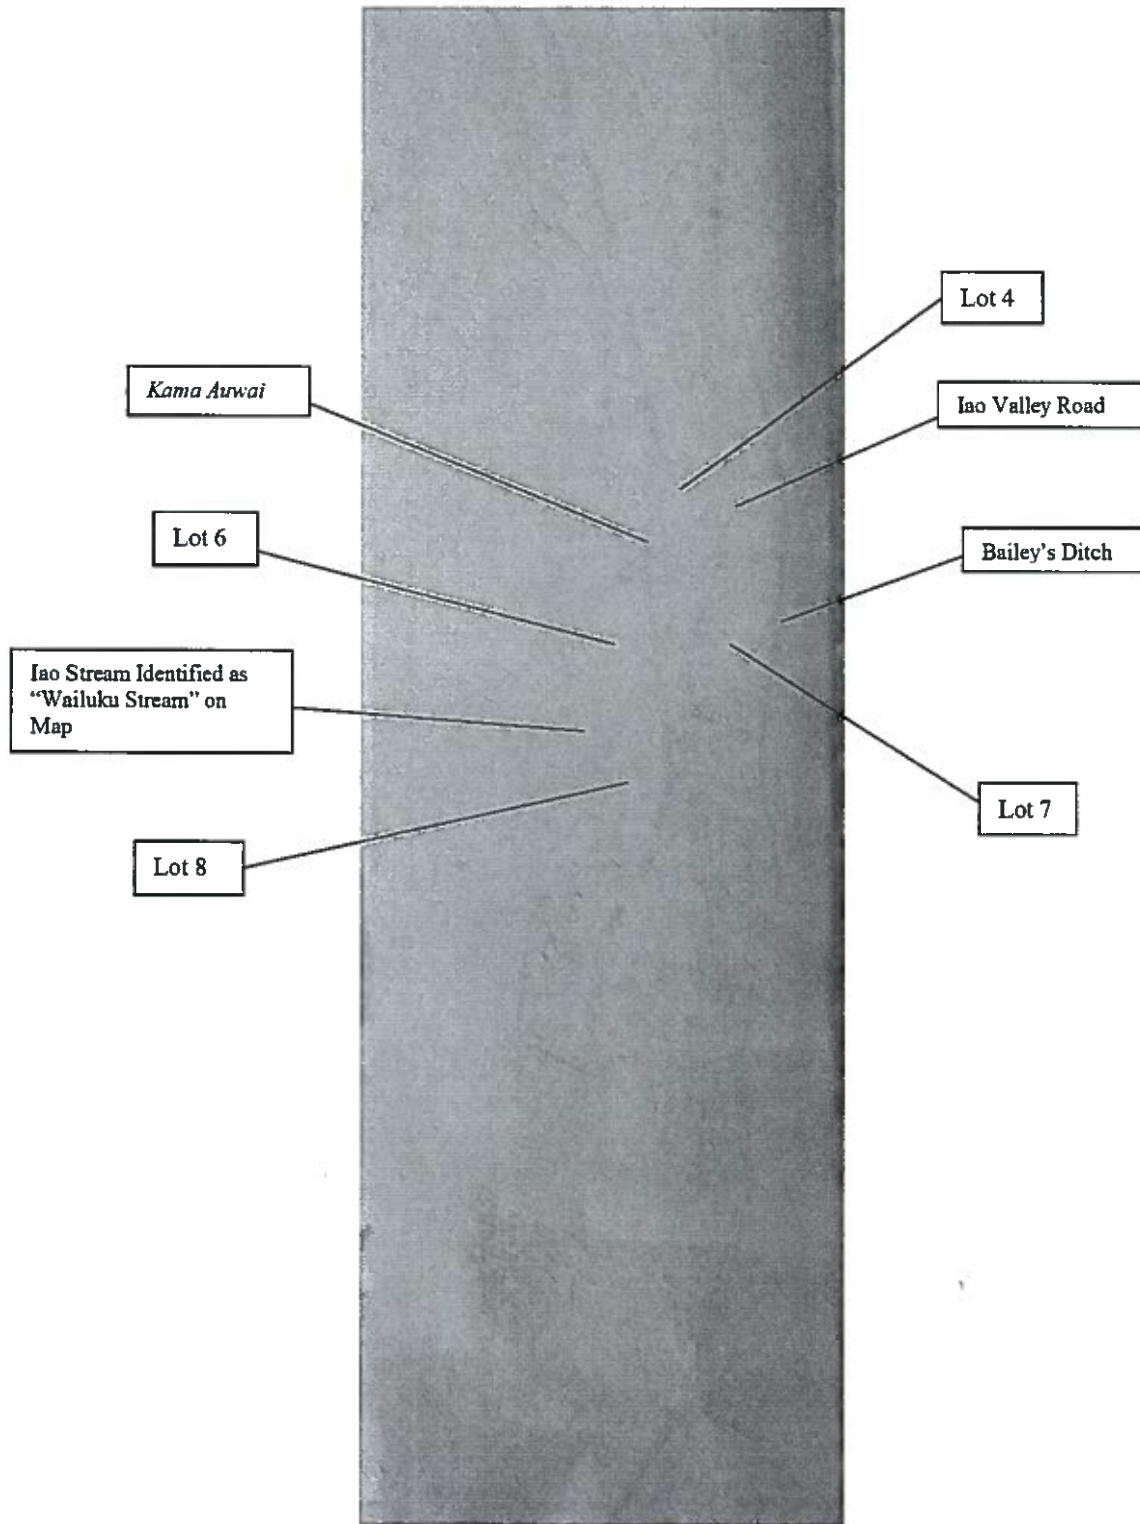 Lot 4
Kama Auwai
Iao Valley Road
Lot 6
Bailey's Ditch
Iao Stream Identified as
“Wailuku Stream” on
Map
Lot 7
Lot 8